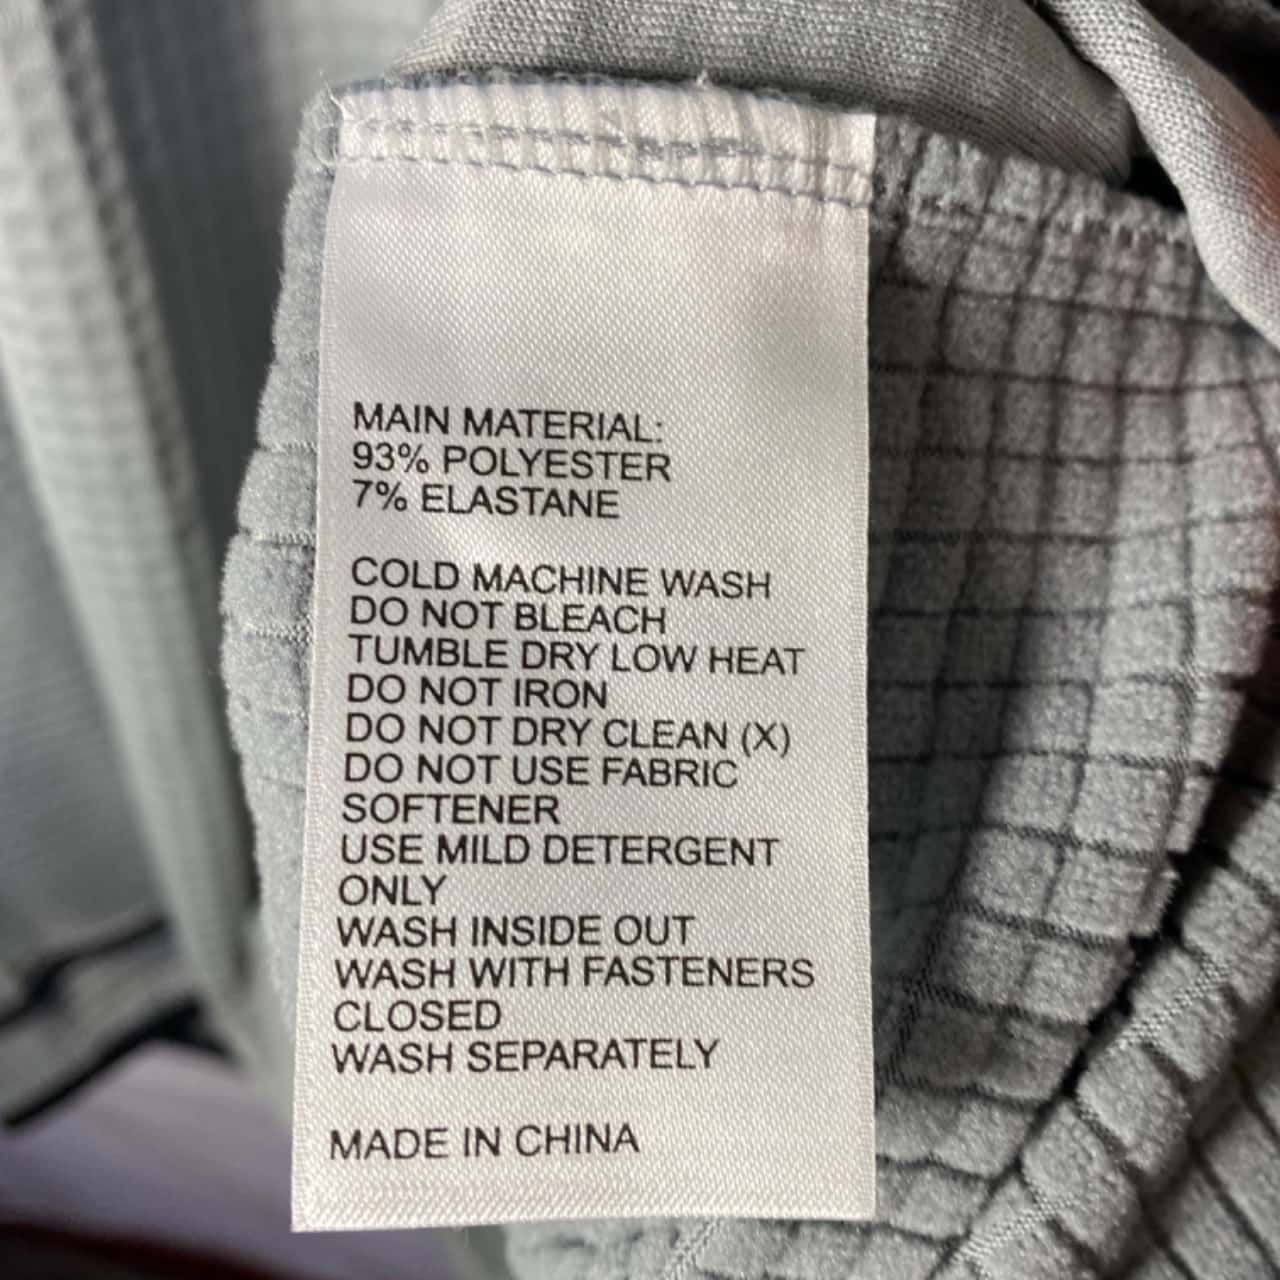 MAIN MATERIAL:
93% POLYESTER
7% ELASTANE
COLD MACHINE WASH
DO NOT BLEACH
TUMBLE DRY LOW HEAT
DO NOT IRON
DO NOT DRY CLEAN (X)
DO NOT USE FABRIC
SOFTENER
USE MILD DETERGENT
ONLY
WASH INSIDE OUT
WASH WITH FASTENERS
CLOSED
WASH SEPARATELY
MADE IN CHINA